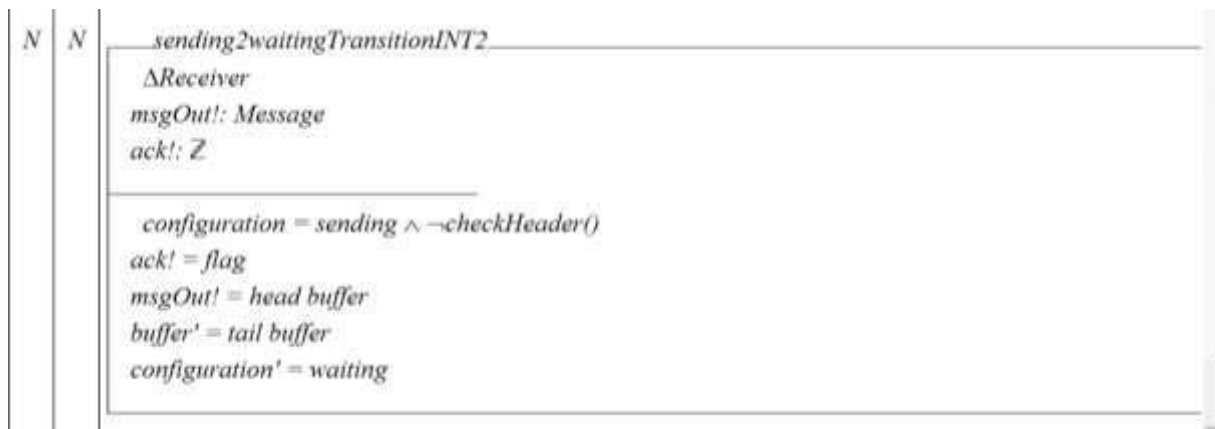 N N sending2waitingTransitionINT2
ΔReceiver
msgOut!: Message
ack!: ℤ
configuration = sending ∧ ¬checkHeader()
ack! = flag
msgOut! = head buffer
buffer' = tail buffer
configuration' = waiting